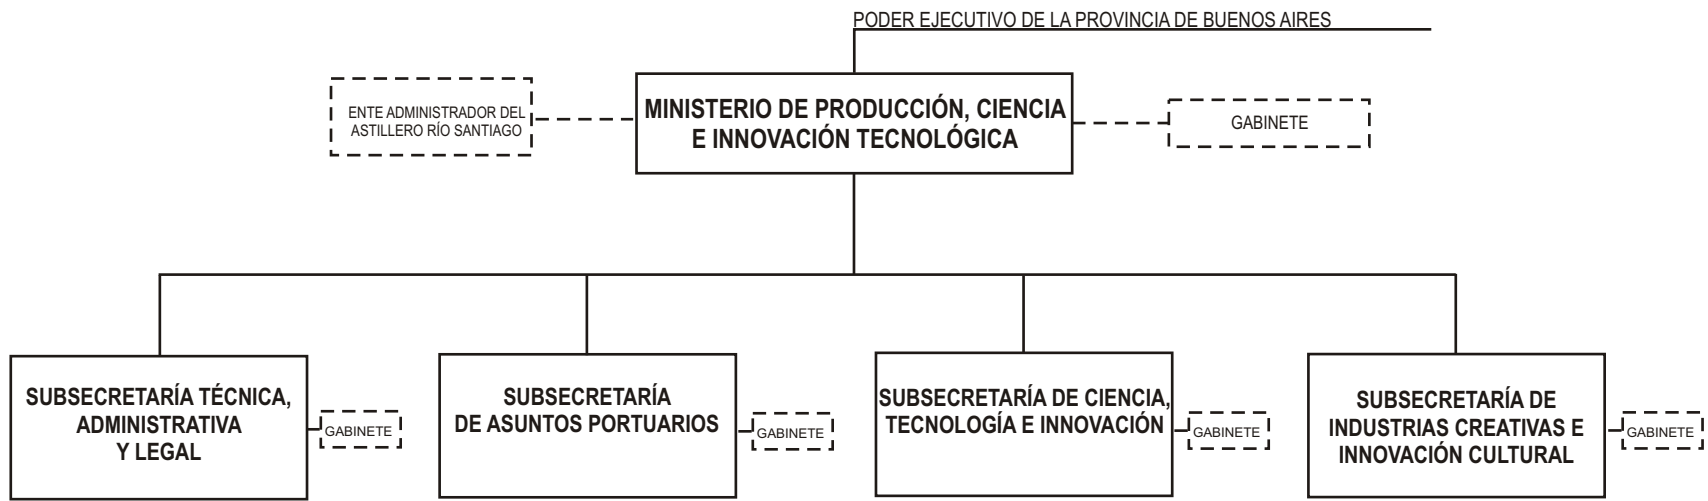 PODER EJECUTIVO DE LA PROVINCIA DE BUENOS AIRES
ENTE ADMINISTRADOR DEL
ASTILLERO RÍO SANTIAGO
MINISTERIO DE PRODUCCIÓN, CIENCIA
E INNOVACIÓN TECNOLÓGICA
GABINETE
SUBSECRETARÍA TÉCNICA,
ADMINISTRATIVA
Y LEGAL
GABINETE
SUBSECRETARÍA
DE ASUNTOS PORTUARIOS
GABINETE
SUBSECRETARÍA DE CIENCIA,
TECNOLOGÍA E INNOVACIÓN
GABINETE
SUBSECRETARÍA DE
INDUSTRIAS CREATIVAS E
INNOVACIÓN CULTURAL
GABINETE